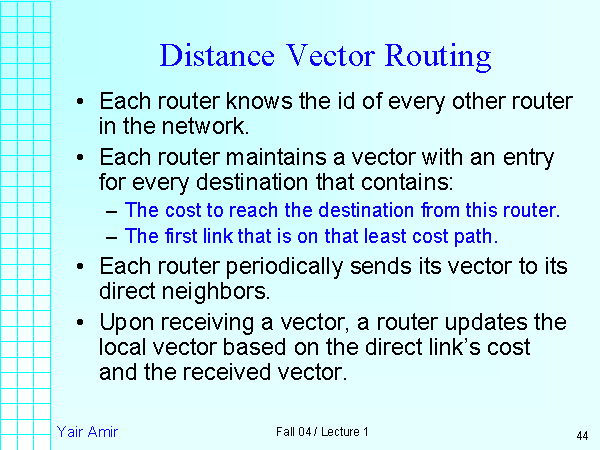 Distance Vector Routing
• Each router knows the id of every other router
in the network.
• Each router maintains a vector with an entry
for every destination that contains:
– The cost to reach the destination from this router.
– The first link that is on that least cost path.
• Each router periodically sends its vector to its
direct neighbors.
• Upon receiving a vector, a router updates the
local vector based on the direct link’s cost
and the received vector.
Yair Amir
Fall 04 / Lecture 1
44